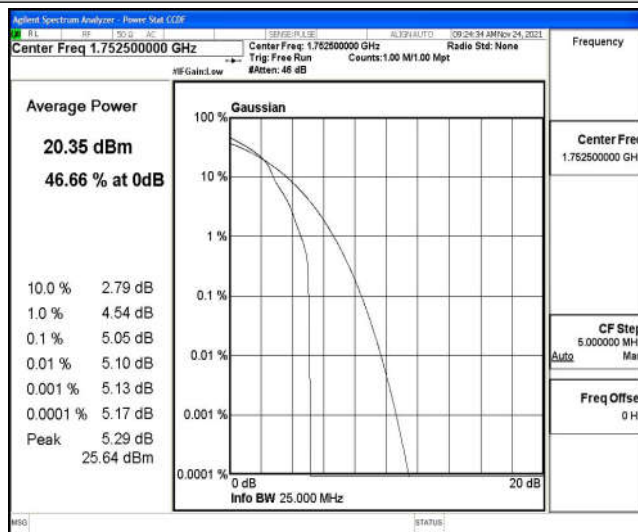 Agilent Spectrum Analyzer - Power Stat CCDF
RL RF 50 Ω AC SENSE:PULSE ALIGN AUTO 09:24:34 AM Nov 24, 2021
Center Freq 1.752500000 GHz
Center Freq: 1.752500000 GHz Radio Std: None
Trig: Free Run Counts:1.00 M/1.00 Mpt
#IFGain:Low #Atten: 46 dB
Frequency
Average Power
20.35 dBm
46.66 % at 0dB
10.0 % 2.79 dB
1.0 % 4.54 dB
0.1 % 5.05 dB
0.01 % 5.10 dB
0.001 % 5.13 dB
0.0001 % 5.17 dB
Peak 5.29 dB
25.64 dBm
Gaussian
100 %
10 %
1 %
0.1 %
0.01 %
0.001 %
0.0001 %
0 dB 20 dB
Info BW 25.000 MHz
Center Fre
1.752500000 GH
CF Step
5.000000 MH
Auto Ma
Freq Offse
0 H
MSG STATUS